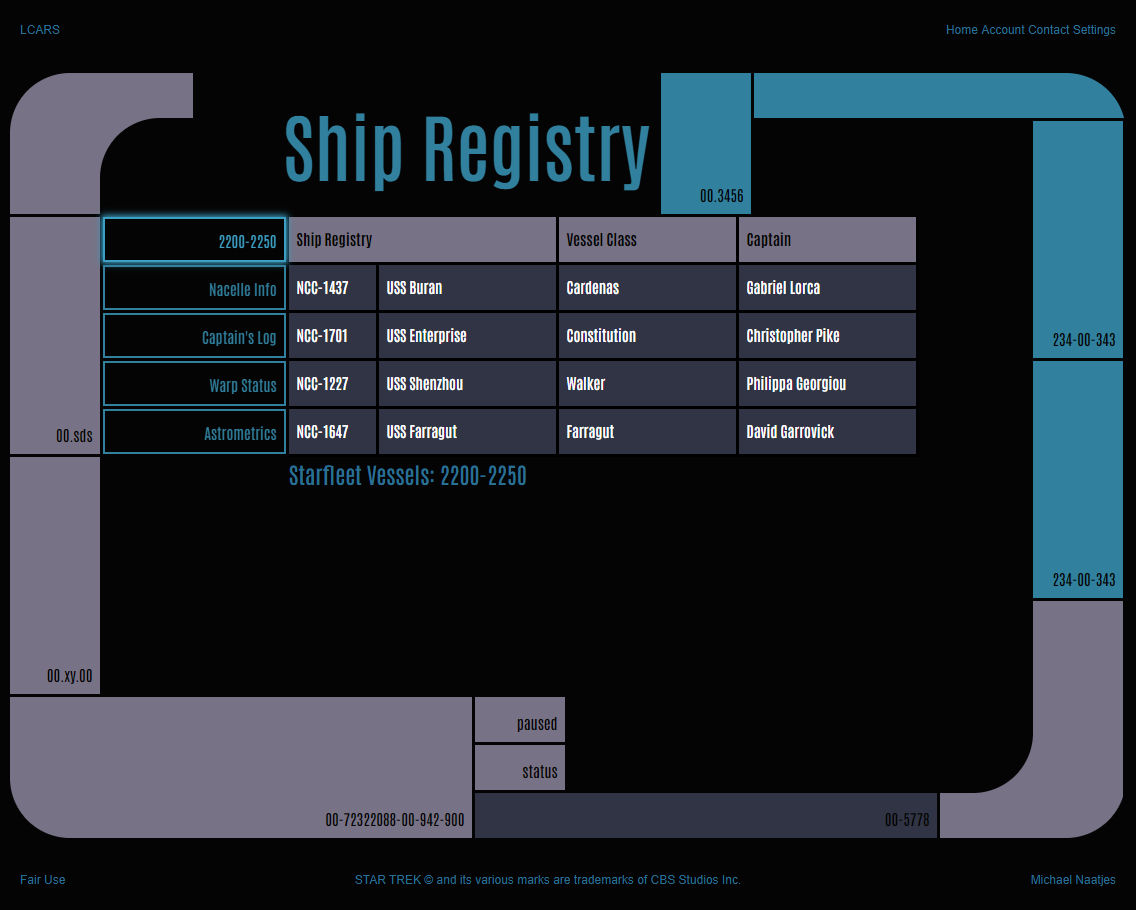 LCARS
Home Account Contact Settings
Ship Registry
00.3456
2200-2250
Ship Registry Vessel Class Captain
Nacelle Info
NCC-1437 USS Buran Cardenas Gabriel Lorca
Captain's Log
NCC-1701 USS Enterprise Constitution Christopher Pike
234-00-343
Warp Status
NCC-1227 USS Shenzhou Walker Philippa Georgiou
Astrometrics
NCC-1647 USS Farragut Farragut David Garrovick
00.sds
Starfleet Vessels: 2200-2250
234-00-343
00.xy.00
paused
status
00-72322088-00-942-900
00-5778
Fair Use
STAR TREK © and its various marks are trademarks of CBS Studios Inc.
Michael Naatjes